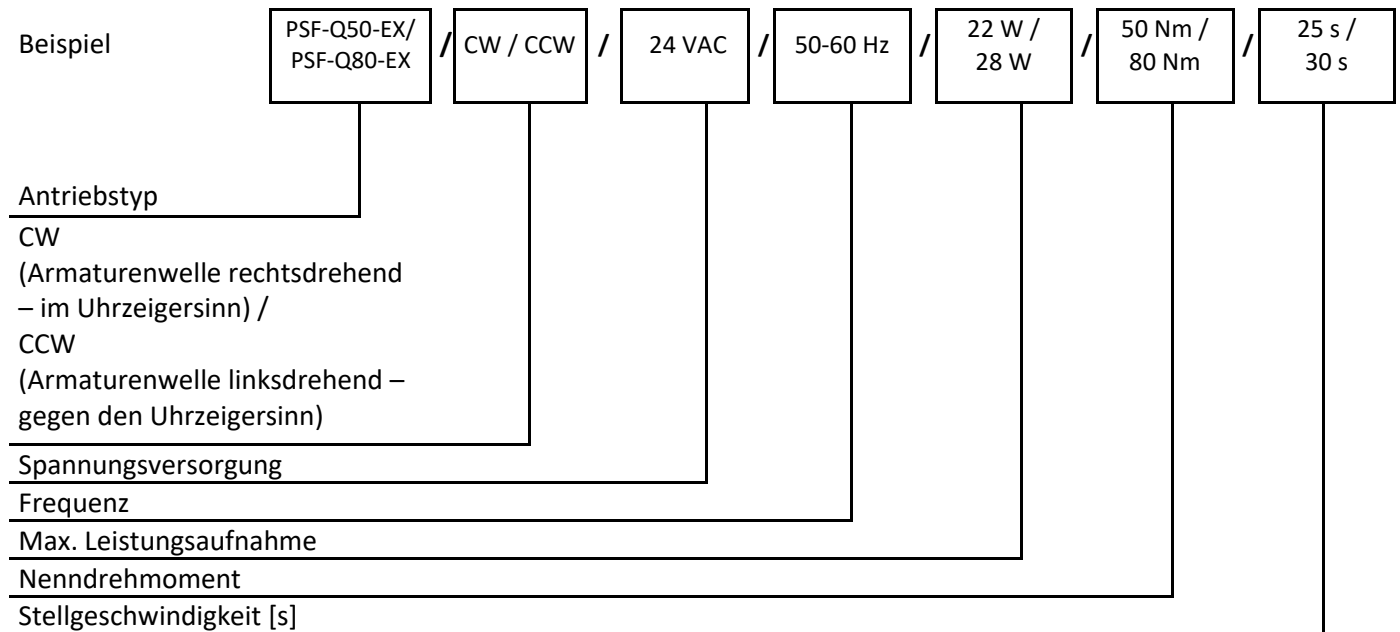 Beispiel
PSF-Q50-EX/
PSF-Q80-EX
/
CW / CCW
/
24 VAC
/
50-60 Hz
/
22 W /
28 W
/
50 Nm /
80 Nm
/
25 s /
30 s
Antriebstyp
CW
(Armaturenwelle rechtsdrehend
– im Uhrzeigersinn) /
CCW
(Armaturenwelle linksdrehend –
gegen den Uhrzeigersinn)
Spannungsversorgung
Frequenz
Max. Leistungsaufnahme
Nenndrehmoment
Stellgeschwindigkeit [s]